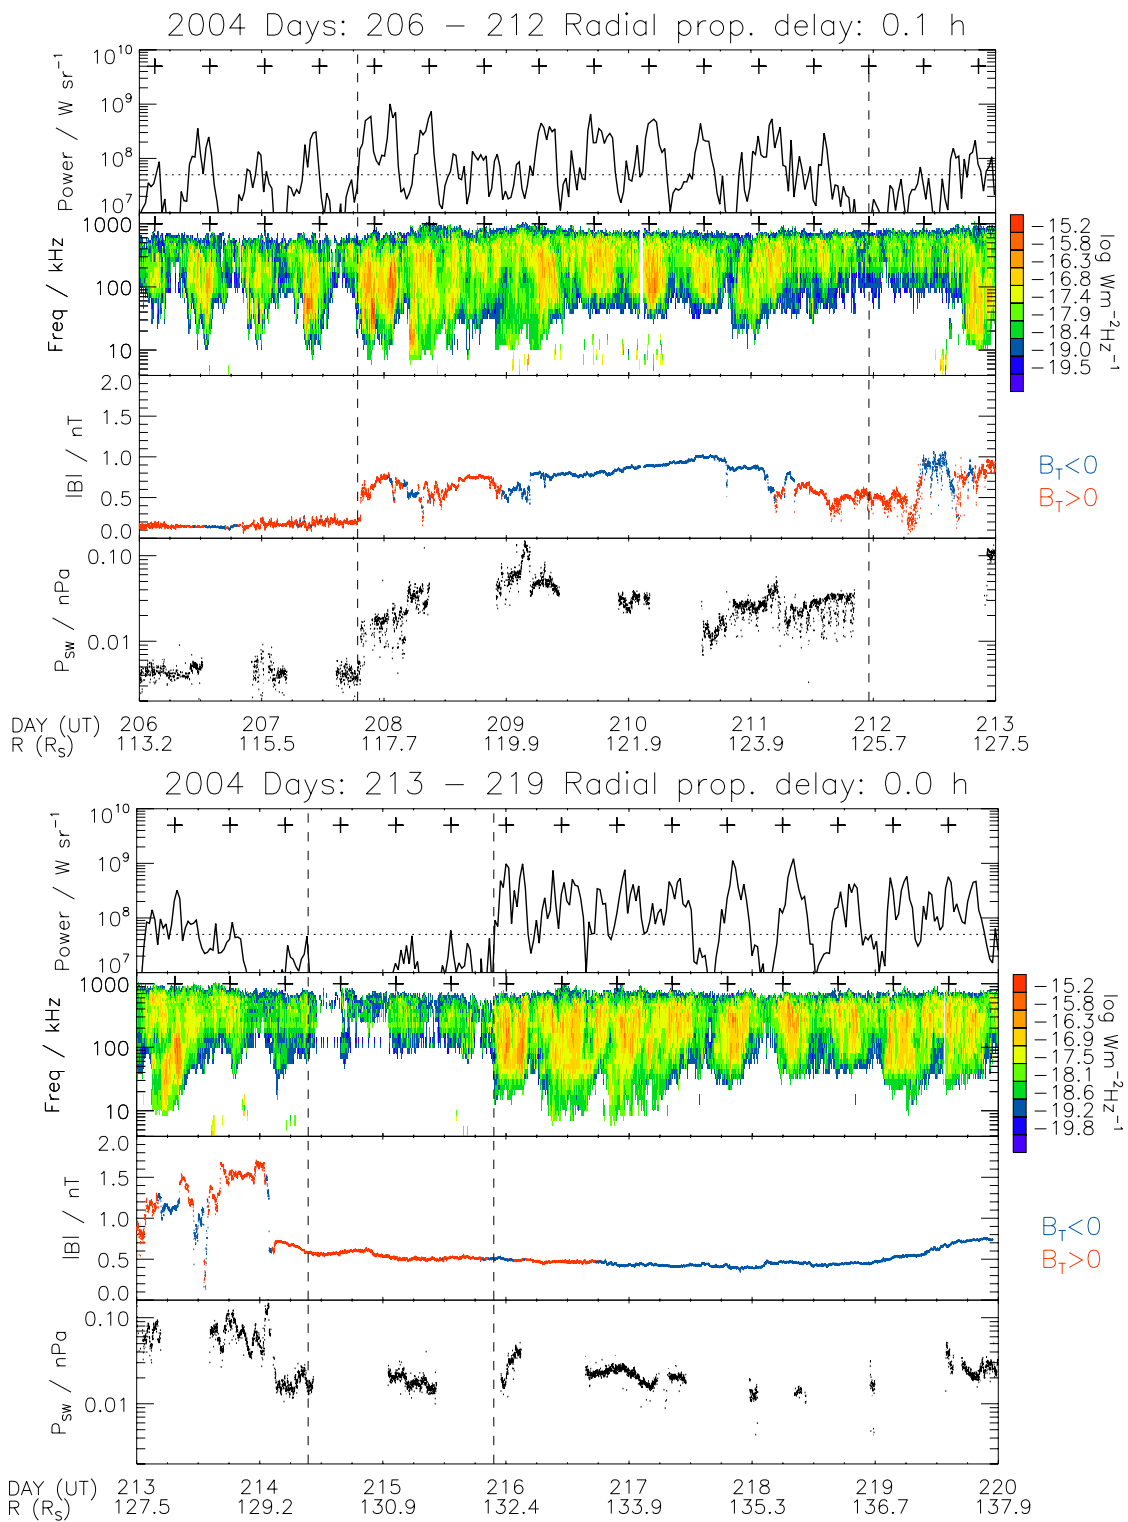 2004 Days: 206 − 212 Radial prop. delay: 0.1 h
Power / W sr⁻¹
10¹⁰
10⁹
10⁸
10⁷
Freq / kHz
1000
100
10
−15.2
−15.8
−16.3
−16.8
−17.4
−17.9
−18.4
−19.0
−19.5
log Wm⁻²Hz⁻¹
|B| / nT
2.0
1.5
1.0
0.5
0.0
B_T<0
B_T>0
P_SW / nPa
0.10
0.01
DAY (UT) 206 207 208 209 210 211 212 213
R (R_S) 113.2 115.5 117.7 119.9 121.9 123.9 125.7 127.5
2004 Days: 213 − 219 Radial prop. delay: 0.0 h
Power / W sr⁻¹
10¹⁰
10⁹
10⁸
10⁷
Freq / kHz
1000
100
10
−15.2
−15.8
−16.3
−16.9
−17.5
−18.1
−18.6
−19.2
−19.8
log Wm⁻²Hz⁻¹
|B| / nT
2.0
1.5
1.0
0.5
0.0
B_T<0
B_T>0
P_SW / nPa
0.10
0.01
DAY (UT) 213 214 215 216 217 218 219 220
R (R_S) 127.5 129.2 130.9 132.4 133.9 135.3 136.7 137.9